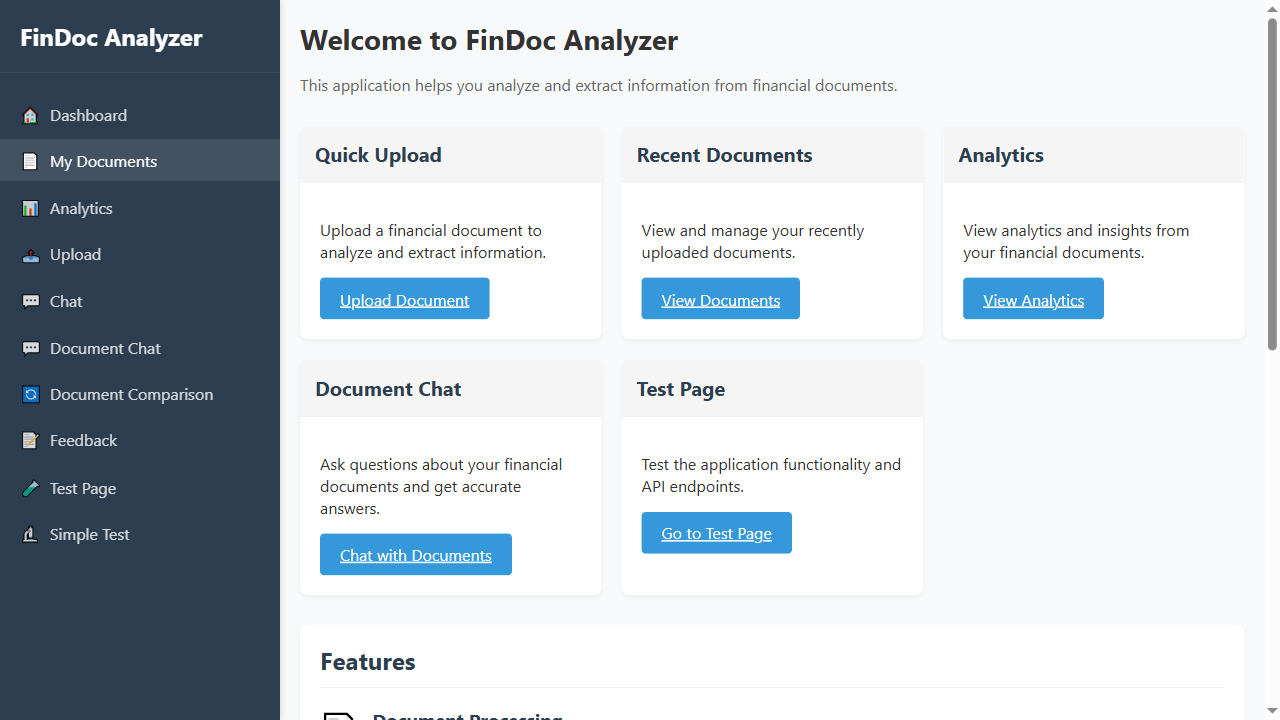 FinDoc Analyzer
Dashboard
My Documents
Analytics
Upload
Chat
Document Chat
Document Comparison
Feedback
Test Page
Simple Test
Welcome to FinDoc Analyzer
This application helps you analyze and extract information from financial documents.
Quick Upload
Upload a financial document to
analyze and extract information.
Upload Document
Recent Documents
View and manage your recently
uploaded documents.
View Documents
Analytics
View analytics and insights from
your financial documents.
View Analytics
Document Chat
Ask questions about your financial
documents and get accurate
answers.
Chat with Documents
Test Page
Test the application functionality and
API endpoints.
Go to Test Page
Features
Document Processing